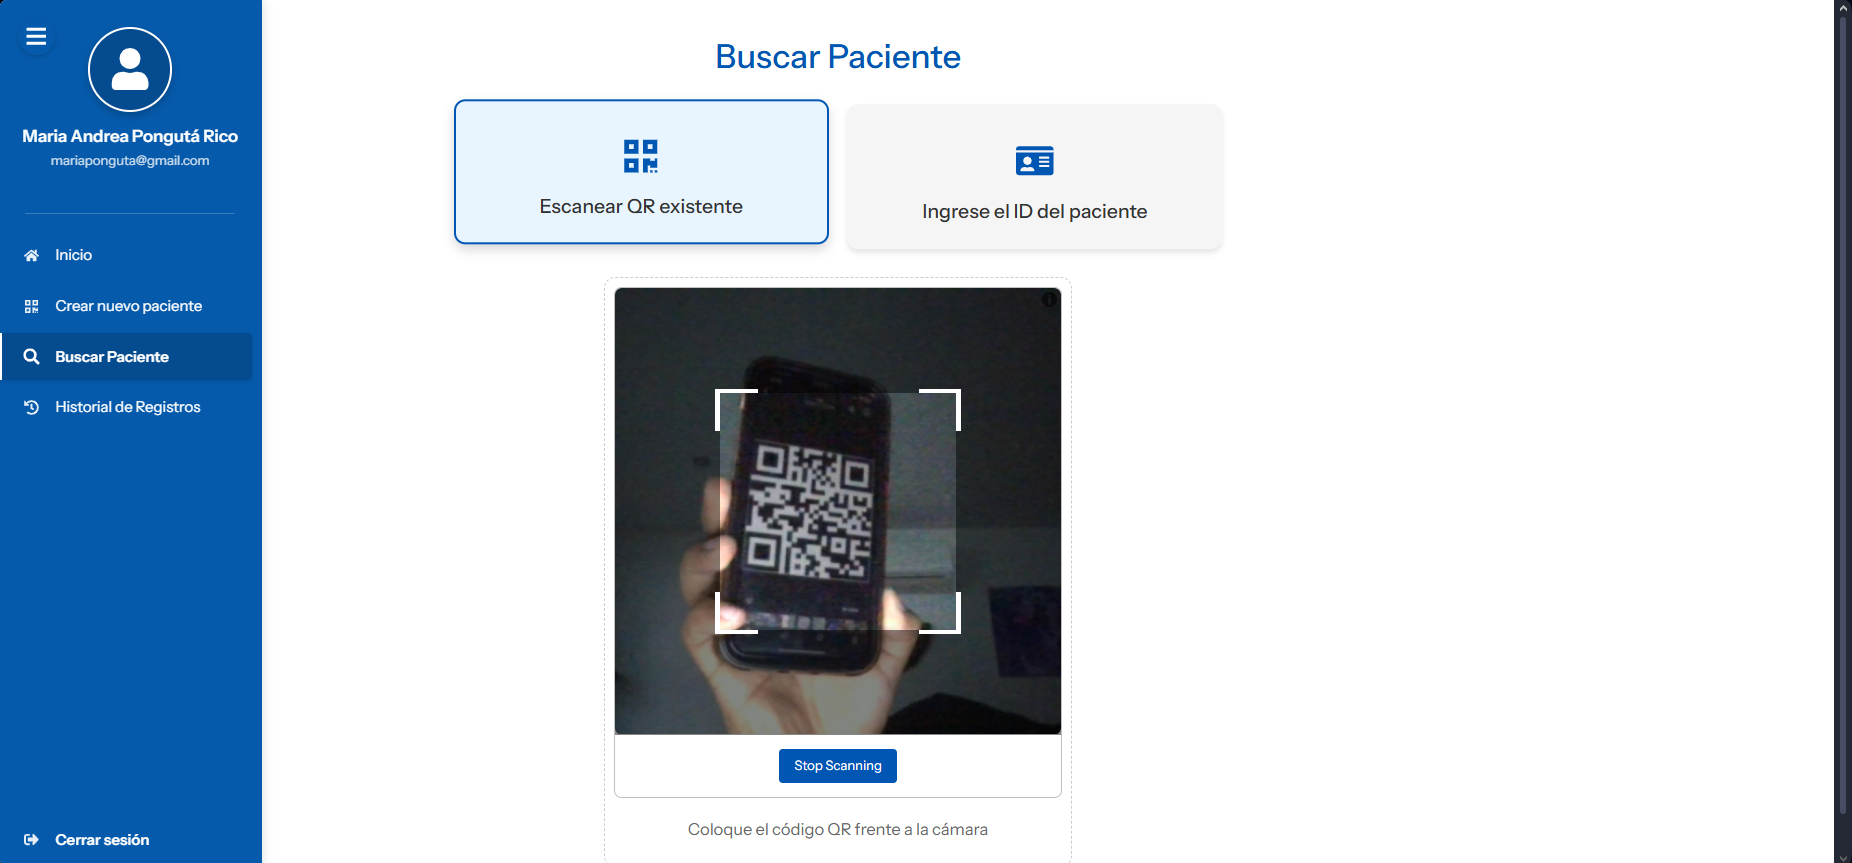 Maria Andrea Pongutá Rico
mariaponguta@gmail.com
Inicio
Crear nuevo paciente
Buscar Paciente
Historial de Registros
Cerrar sesión
Buscar Paciente
Escanear QR existente
Ingrese el ID del paciente
Stop Scanning
Coloque el código QR frente a la cámara